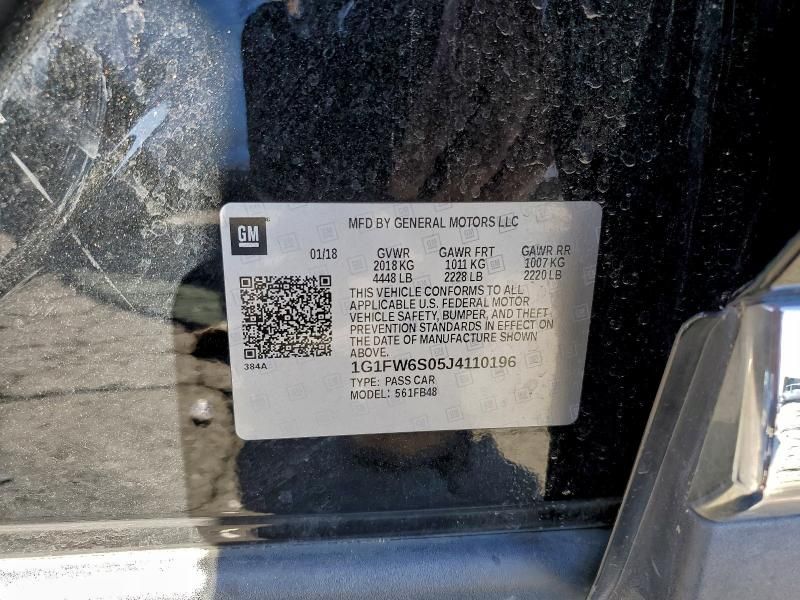 GM
MFD BY GENERAL MOTORS LLC
01/18 GVWR GAWR FRT GAWR RR
2018 KG 1011 KG 1007 KG
4448 LB 2228 LB 2220 LB
THIS VEHICLE CONFORMS TO ALL
APPLICABLE U.S. FEDERAL MOTOR
VEHICLE SAFETY, BUMPER, AND THEFT
PREVENTION STANDARDS IN EFFECT ON
THE DATE OF MANUFACTURE SHOWN
ABOVE.
384A
1G1FW6S05J4110196
TYPE: PASS CAR
MODEL: 561FB48